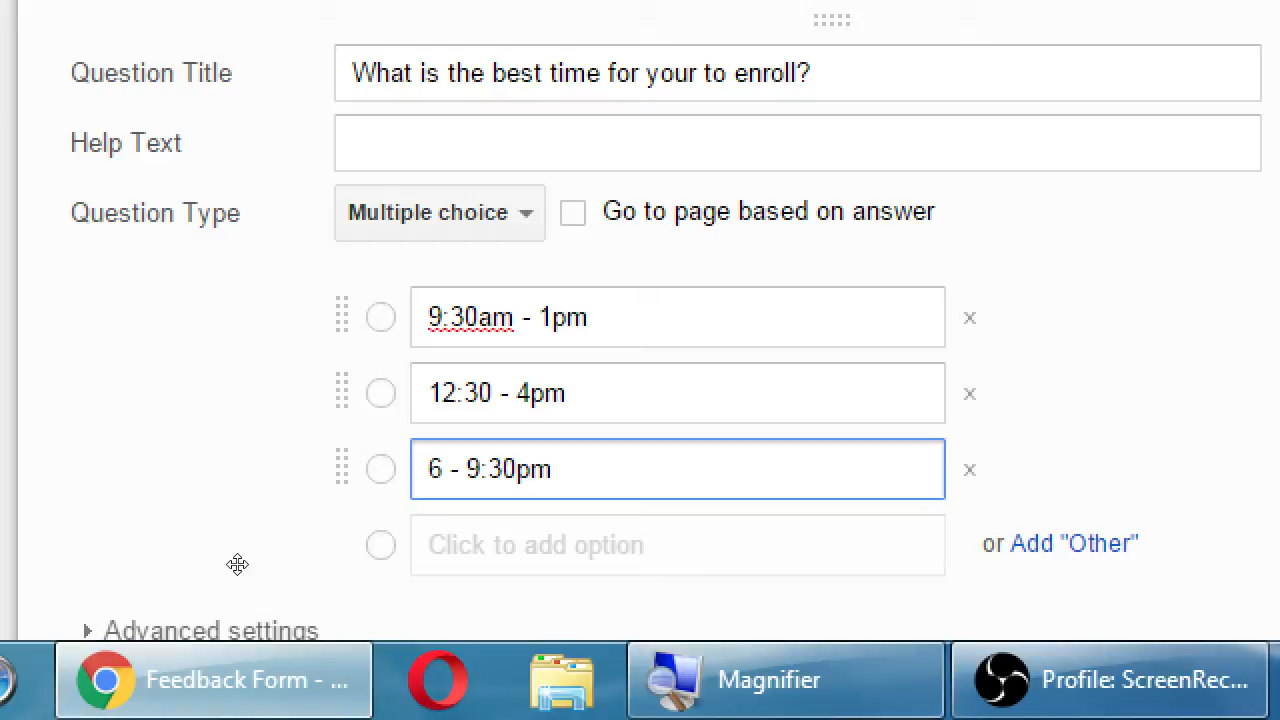 Question Title
What is the best time for your to enroll?
Help Text
Question Type
Multiple choice
Go to page based on answer
9:30am - 1pm
x
12:30 - 4pm
x
6 - 9:30pm
x
Click to add option
or Add "Other"
Advanced settings
Feedback Form - ...
Magnifier
Profile: ScreenRec...